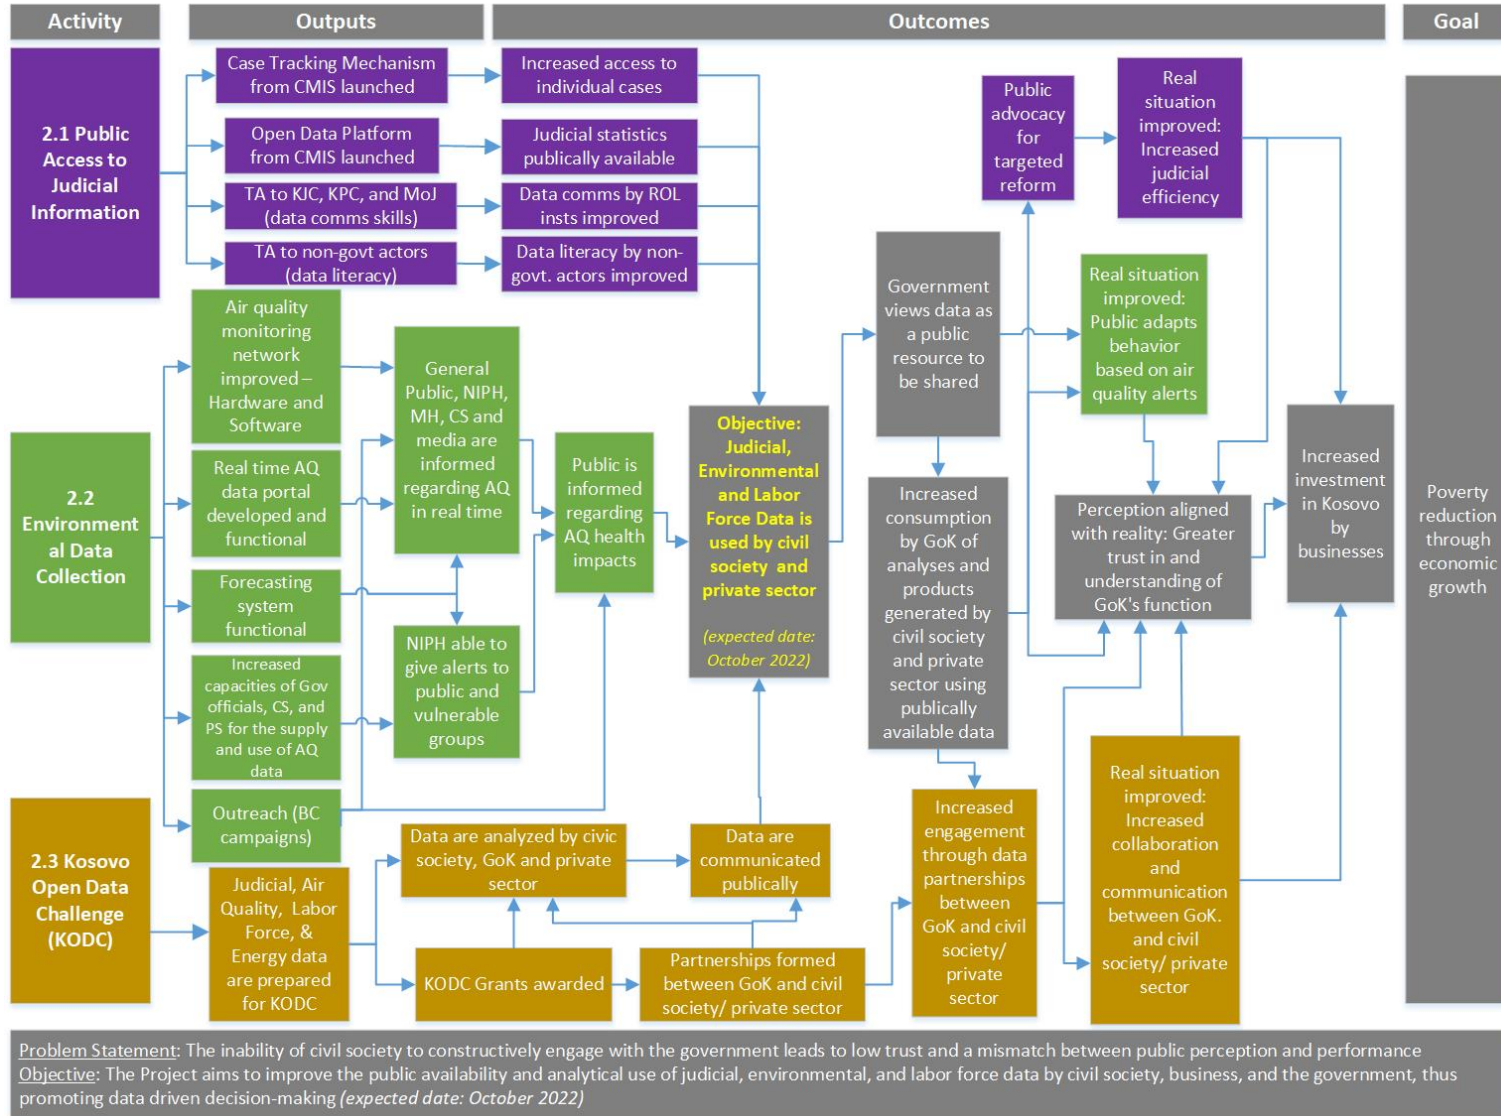 Activity
Outputs
Outcomes
Goal
2.1 Public
Access to
Judicial
Information
Case Tracking Mechanism
from CMIS launched
Increased access to
individual cases
Open Data Platform
from CMIS launched
Judicial statistics
publically available
TA to KJC, KPC, and MoJ
(data comms skills)
Data comms by ROL
insts improved
TA to non-govt actors
(data literacy)
Data literacy by non-
govt. actors improved
Public
advocacy
for
targeted
reform
Real
situation
improved:
Increased
judicial
efficiency
2.2
Environment
al Data
Collection
Air quality
monitoring
network
improved –
Hardware and
Software
Real time AQ
data portal
developed and
functional
Forecasting
system
functional
Increased
capacities of Gov
officials, CS, and
PS for the supply
and use of AQ
data
Outreach (BC
campaigns)
General
Public, NIPH,
MH, CS and
media are
informed
regarding AQ
in real time
NIPH able to
give alerts to
public and
vulnerable
groups
Public is
informed
regarding
AQ health
impacts
Objective:
Judicial,
Environmental
and Labor
Force Data is
used by civil
society and
private sector
(expected date:
October 2022)
Government
views data as
a public
resource to
be shared
Increased
consumption
by GoK of
analyses and
products
generated by
civil society
and private
sector using
publically
available data
Real situation
improved:
Public adapts
behavior
based on air
quality alerts
Perception aligned
with reality: Greater
trust in and
understanding of
GoK's function
Increased
investment
in Kosovo
by
businesses
Poverty
reduction
through
economic
growth
2.3 Kosovo
Open Data
Challenge
(KODC)
Judicial, Air
Quality, Labor
Force, &
Energy data
are prepared
for KODC
Data are analyzed by civic
society, GoK and private
sector
Data are
communicated
publically
KODC Grants awarded
Partnerships formed
between GoK and civil
society/ private sector
Increased
engagement
through data
partnerships
between
GoK and civil
society/
private
sector
Real situation
improved:
Increased
collaboration
and
communication
between GoK.
and civil
society/ private
sector
Problem Statement: The inability of civil society to constructively engage with the government leads to low trust and a mismatch between public perception and performance
Objective: The Project aims to improve the public availability and analytical use of judicial, environmental, and labor force data by civil society, business, and the government, thus
promoting data driven decision-making (expected date: October 2022)